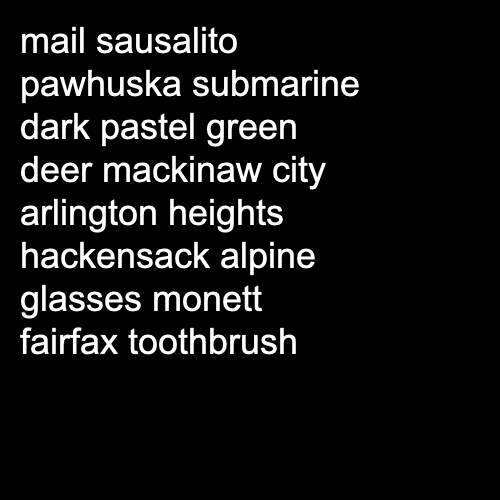 mail sausalito
pawhuska submarine
dark pastel green
deer mackinaw city
arlington heights
hackensack alpine
glasses monett
fairfax toothbrush